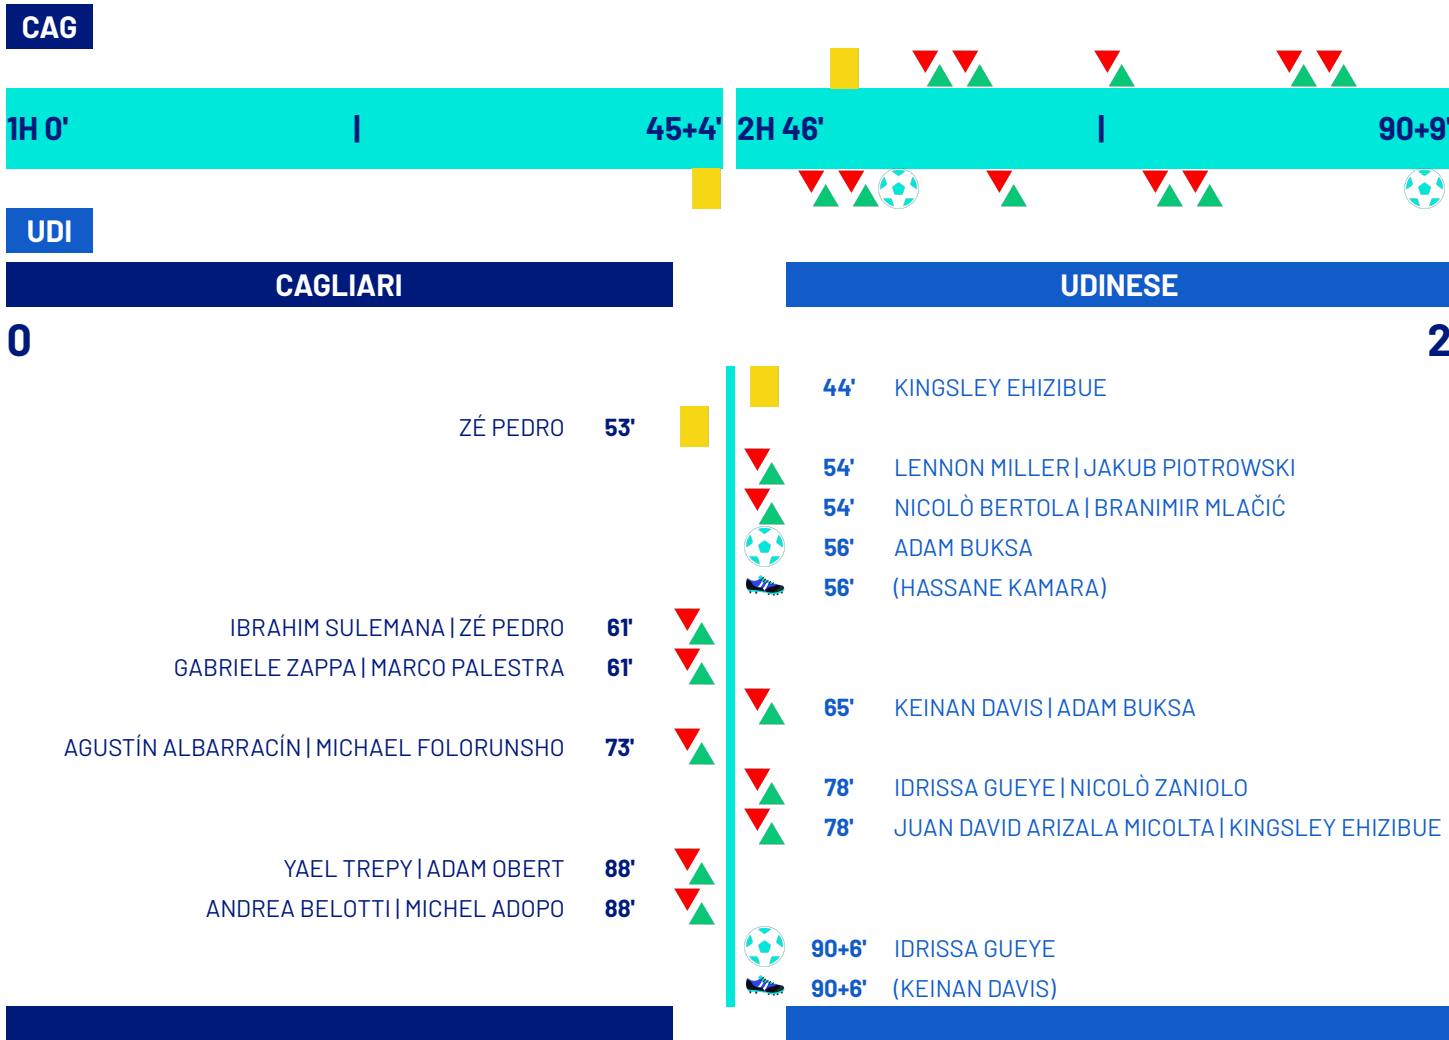 CAG
1H 0' | 45+4' 2H 46' | 90+9'
UDI
CAGLIARI UDINESE
0 2
44' KINGSLEY EHIZIBUE
ZÉ PEDRO 53'
54' LENNON MILLER | JAKUB PIOTROWSKI
54' NICOLÒ BERTOLA | BRANIMIR MLAČIĆ
56' ADAM BUKSA
56' (HASSANE KAMARA)
IBRAHIM SULEMANA | ZÉ PEDRO 61'
GABRIELE ZAPPA | MARCO PALESTRA 61'
65' KEINAN DAVIS | ADAM BUKSA
AGUSTÍN ALBARRACÍN | MICHAEL FOLORUNSHO 73'
78' IDRISSA GUEYE | NICOLÒ ZANIOLO
78' JUAN DAVID ARIZALA MICOLTA | KINGSLEY EHIZIBUE
YAEL TREPY | ADAM OBERT 88'
ANDREA BELOTTI | MICHEL ADOPO 88'
90+6' IDRISSA GUEYE
90+6' (KEINAN DAVIS)